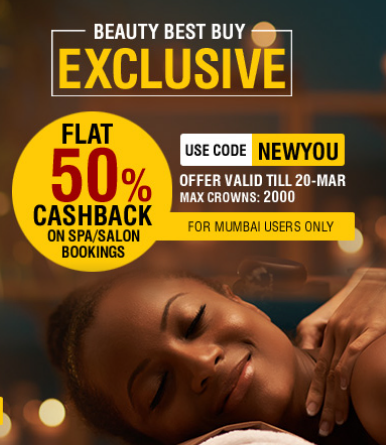 BEAUTY BEST BUY
EXCLUSIVE
FLAT
50%
CASHBACK
ON SPA/SALON
BOOKINGS
USE CODE NEWYOU
OFFER VALID TILL 20-MAR
MAX CROWNS: 2000
FOR MUMBAI USERS ONLY